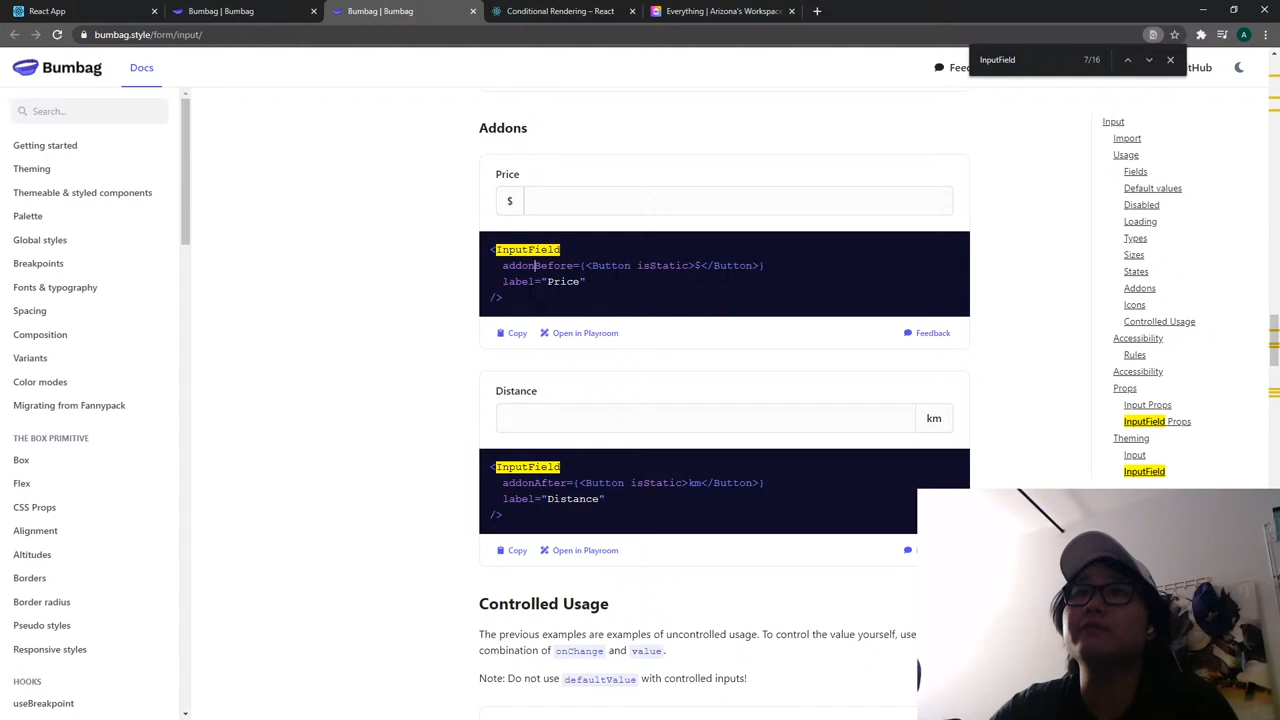 React App
Bumbag | Bumbag
Bumbag | Bumbag
Conditional Rendering – React
Everything | Arizona's Workspace
bumbag.style/form/input/
A
Bumbag
Docs
InputField
7/16
Search...
Getting started
Theming
Themeable & styled components
Palette
Global styles
Breakpoints
Fonts & typography
Spacing
Composition
Variants
Color modes
Migrating from Fannypack
THE BOX PRIMITIVE
Box
Flex
CSS Props
Alignment
Altitudes
Borders
Border radius
Pseudo styles
Responsive styles
HOOKS
useBreakpoint
Addons
Price
$
<InputField
addonBefore={<Button isStatic>$</Button>}
label="Price"
/>
Copy
Open in Playroom
Feedback
Distance
km
<InputField
addonAfter={<Button isStatic>km</Button>}
label="Distance"
/>
Copy
Open in Playroom
Controlled Usage
The previous examples are examples of uncontrolled usage. To control the value yourself, use
combination of onChange and value.
Note: Do not use defaultValue with controlled inputs!
Input
Import
Usage
Fields
Default values
Disabled
Loading
Types
Sizes
States
Addons
Icons
Controlled Usage
Accessibility
Rules
Accessibility
Props
Input Props
InputField Props
Theming
Input
InputField